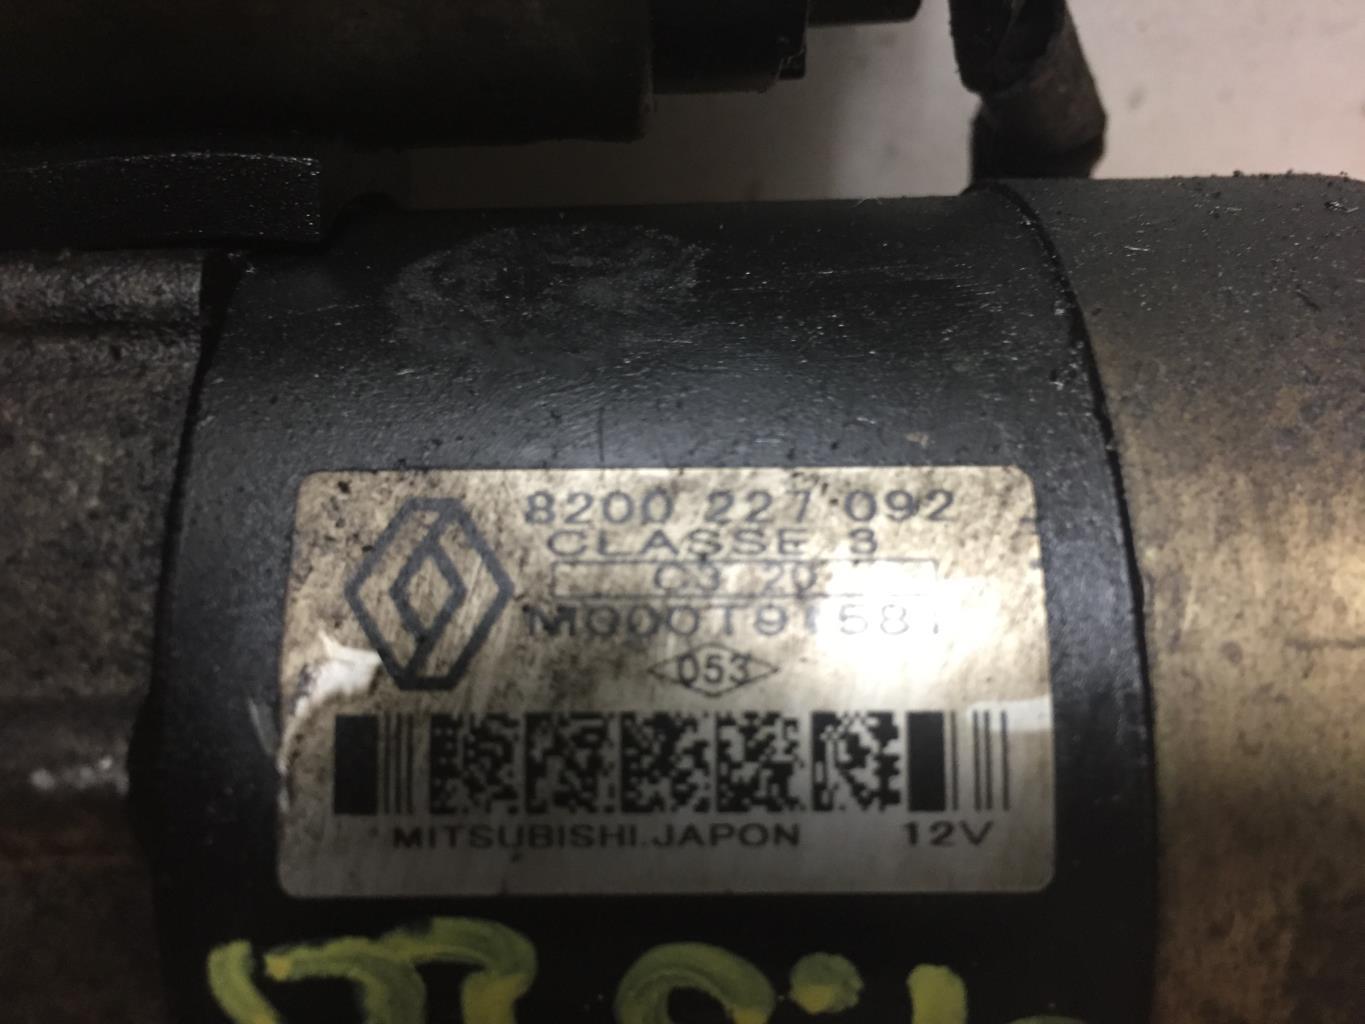 8200 227 092
CLASSE 3
C3 20
M000T91581
053
MITSUBISHI.JAPON 12V